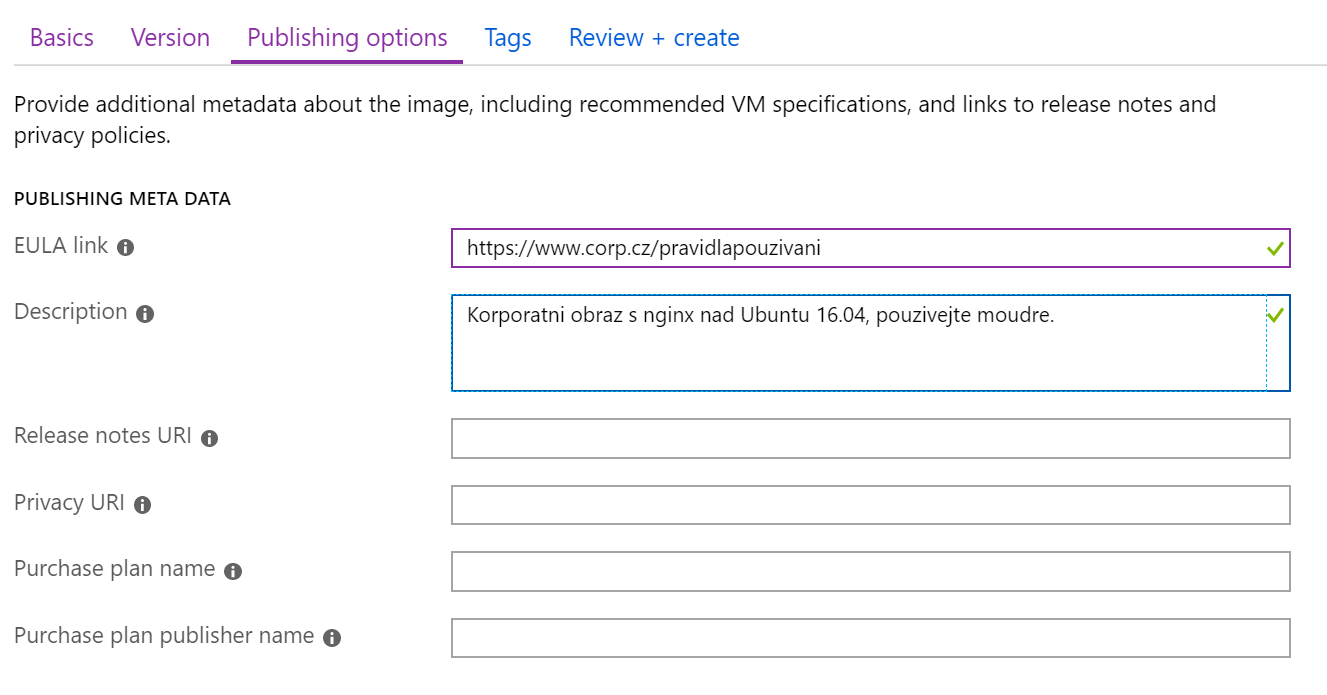 Basics Version Publishing options Tags Review + create
Provide additional metadata about the image, including recommended VM specifications, and links to release notes and
privacy policies.
PUBLISHING META DATA
EULA link https://www.corp.cz/pravidlapouzivani
Description Korporatni obraz s nginx nad Ubuntu 16.04, pouzivejte moudre.
Release notes URI
Privacy URI
Purchase plan name
Purchase plan publisher name